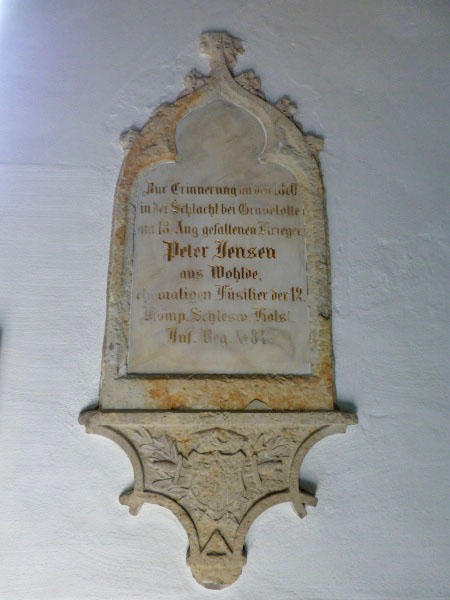 Zur Erinnerung an den 1870
in der Schlacht bei Gravelotte
am 18 Aug gefallenen Krieger
Peter Jensen
aus Wohlde,
ehemaligen Füsilier der 12.
Komp. Schlesw. Holst.
Inf. Reg. No 84.